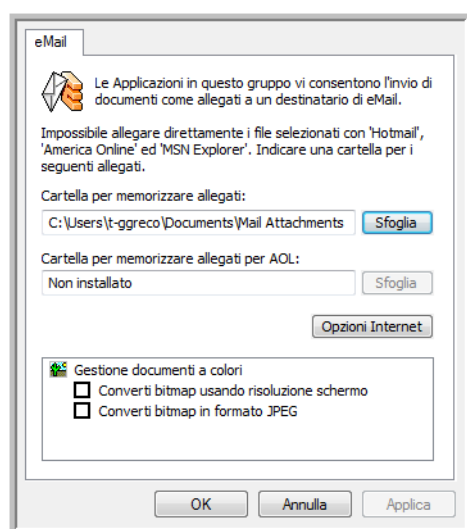 eMail
Le Applicazioni in questo gruppo vi consentono l'invio di
documenti come allegati a un destinatario di eMail.
Impossibile allegare direttamente i file selezionati con 'Hotmail',
'America Online' ed 'MSN Explorer'. Indicare una cartella per i
seguenti allegati.
Cartella per memorizzare allegati:
C:\Users\t-ggreco\Documents\Mail Attachments Sfoglia
Cartella per memorizzare allegati per AOL:
Non installato Sfoglia
Opzioni Internet
Gestione documenti a colori
Converti bitmap usando risoluzione schermo
Converti bitmap in formato JPEG
OK Annulla Applica